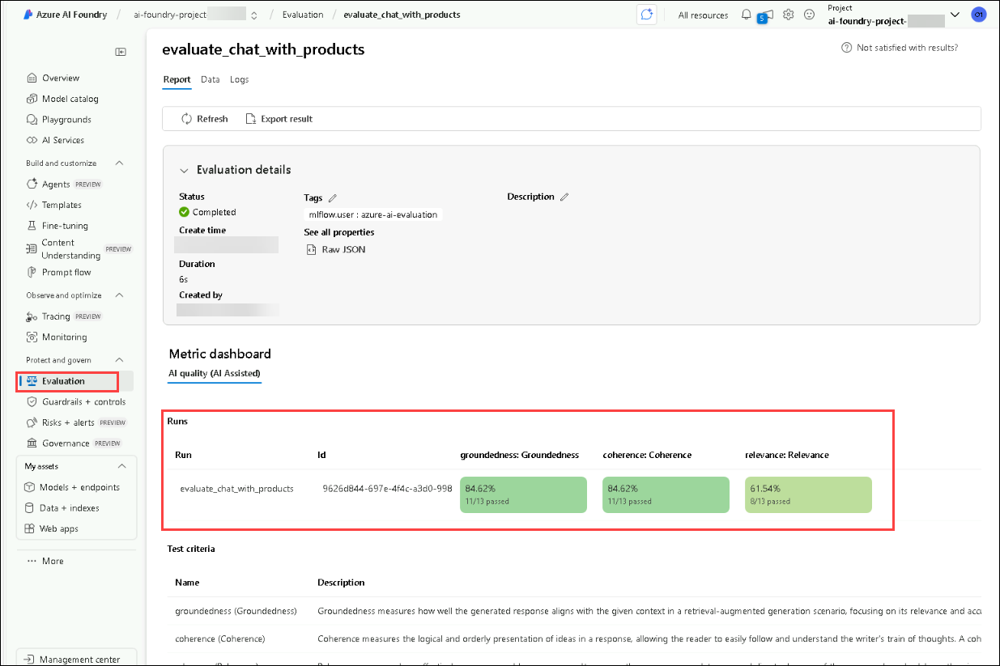 Azure AI Foundry / ai-foundry-project- / Evaluation / evaluate_chat_with_products
All resources
5
Project
ai-foundry-project-
O1
evaluate_chat_with_products
Not satisfied with results?
Report Data Logs
Refresh Export result
Overview
Model catalog
Playgrounds
AI Services
Build and customize
Agents PREVIEW
Templates
Fine-tuning
Content
Understanding PREVIEW
Prompt flow
Observe and optimize
Tracing PREVIEW
Monitoring
Protect and govern
Evaluation
Guardrails + controls
Risks + alerts PREVIEW
Governance PREVIEW
My assets
Models + endpoints
Data + indexes
Web apps
More
Management center
Evaluation details
Status
Completed
Create time
Duration
6s
Created by
Tags
mlflow.user : azure-ai-evaluation
See all properties
Raw JSON
Description
Metric dashboard
AI quality (AI Assisted)
Runs
Run Id groundedness: Groundedness coherence: Coherence relevance: Relevance
evaluate_chat_with_products 9626d844-697e-4f4c-a3d0-998 84.62% 84.62% 61.54%
11/13 passed 11/13 passed 8/13 passed
Test criteria
Name Description
groundedness (Groundedness) Groundedness measures how well the generated response aligns with the given context in a retrieval-augmented generation scenario, focusing on its relevance and accu
coherence (Coherence) Coherence measures the logical and orderly presentation of ideas in a response, allowing the reader to easily follow and understand the writer's train of thoughts. A coh